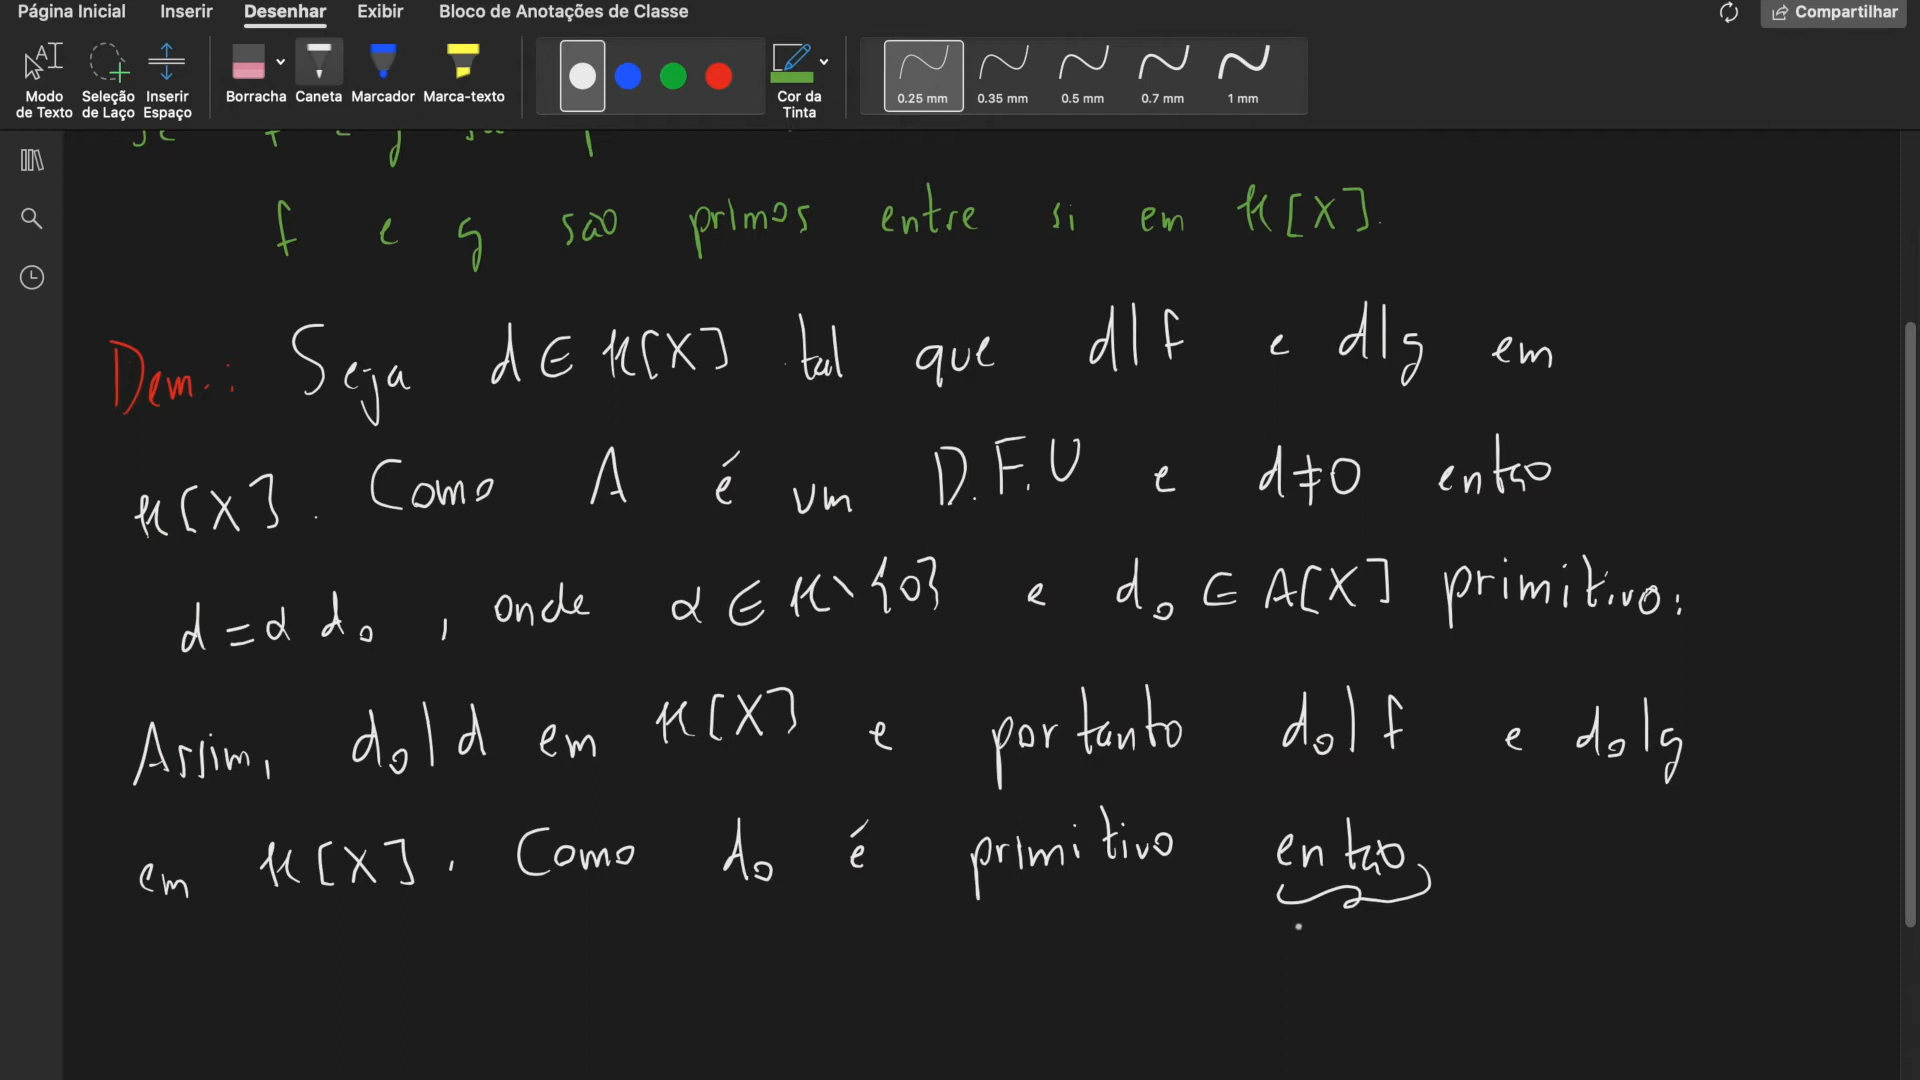 Página Inicial Inserir Desenhar Exibir Bloco de Anotações de Classe Compartilhar
Modo de Texto Seleção de Laço Inserir Espaço Borracha Caneta Marcador Marca-texto Cor da Tinta 0.25 mm 0.35 mm 0.5 mm 0.7 mm 1 mm
f e g são primos entre si em K[X].
Dem.: Seja d ∈ K[X] tal que d|f e d|g em
K[X]. Como A é um D.F.U e d≠0 então
d = α d₀, onde α ∈ K∖{0} e d₀ ∈ A[X] primitivo.
Assim, d₀|d em K[X] e portanto d₀|f e d₀|g
em K[X]. Como d₀ é primitivo então